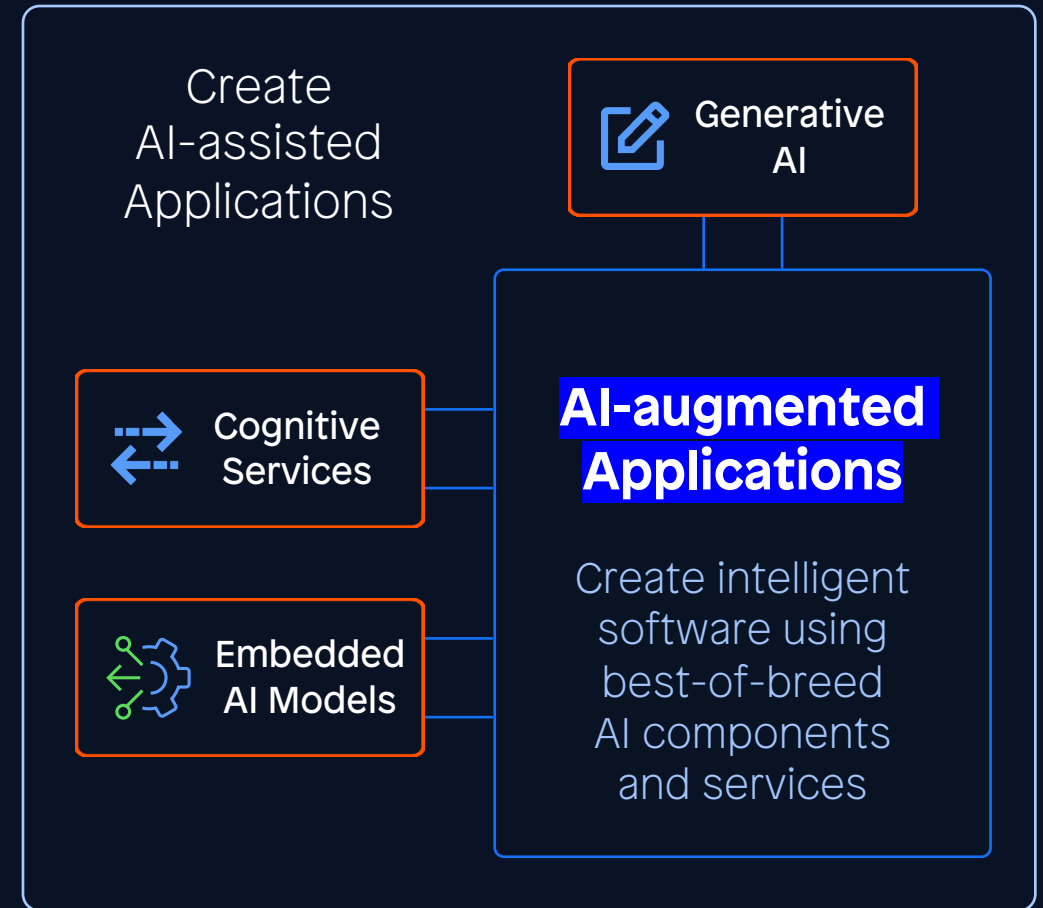 Create
AI-assisted
Applications
Generative
AI
Cognitive
Services
Embedded
AI Models
AI-augmented
Applications
Create intelligent
software using
best-of-breed
AI components
and services